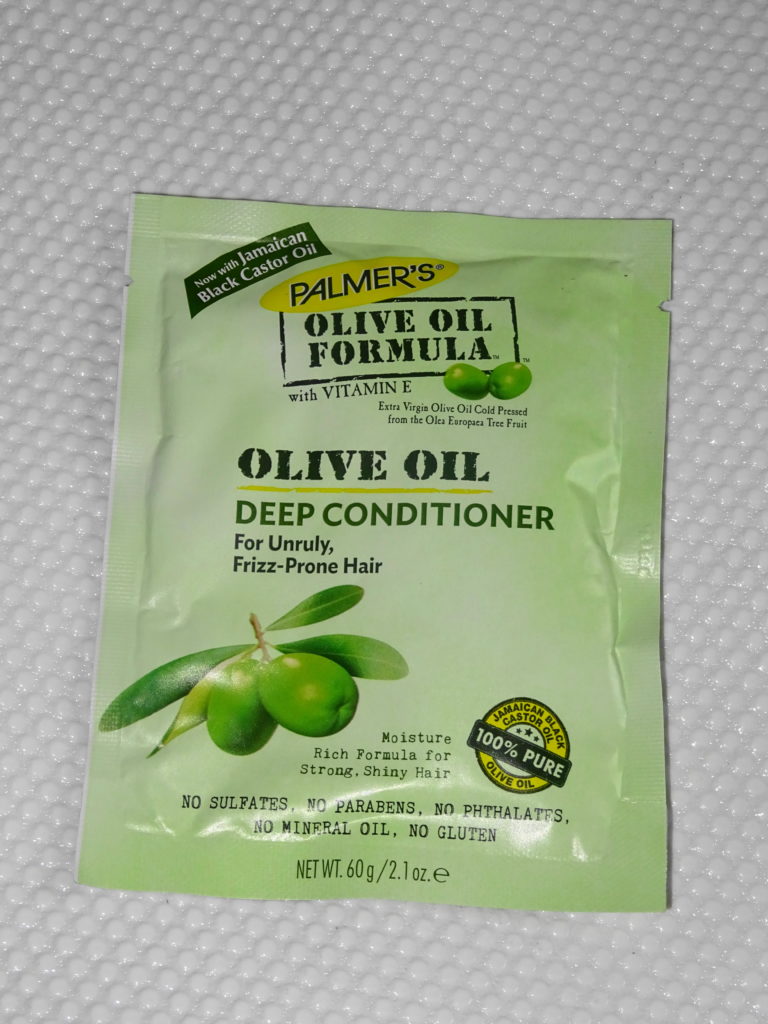 Now with Jamaican
Black Castor Oil
PALMER'S®
OLIVE OIL
FORMULA™
™
with VITAMIN E
Extra Virgin Olive Oil Cold Pressed
from the Olea Europaea Tree Fruit
OLIVE OIL
DEEP CONDITIONER
For Unruly,
Frizz-Prone Hair
Moisture
Rich Formula for
Strong, Shiny Hair
JAMAICAN BLACK
CASTOR OIL
100% PURE
OLIVE OIL
NO SULFATES, NO PARABENS, NO PHTHALATES,
NO MINERAL OIL, NO GLUTEN
NET WT. 60 g / 2.1 oz. ℮